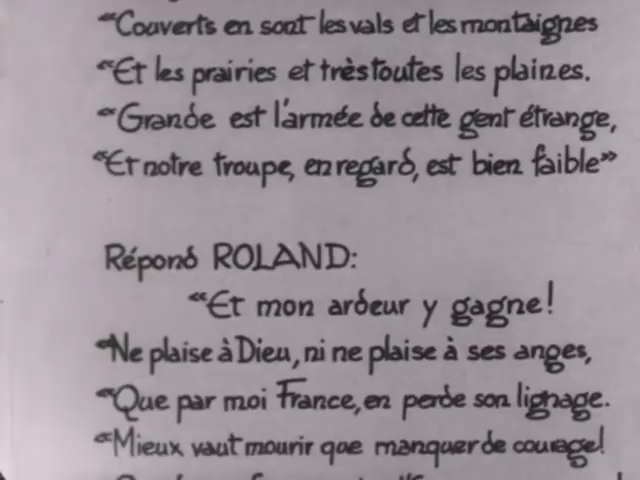 “Couverts en sont les vals et les montaignes
“Et les prairies et très toutes les plaines.
“Grande est l'armée de cette gent étrange,
“Et notre troupe, en regard, est bien faible”
Répond ROLAND:
“Et mon ardeur y gagne!
“Ne plaise à Dieu, ni ne plaise à ses anges,
“Que par moi France, en perde son lignage.
“Mieux vaut mourir que manquer de courage!